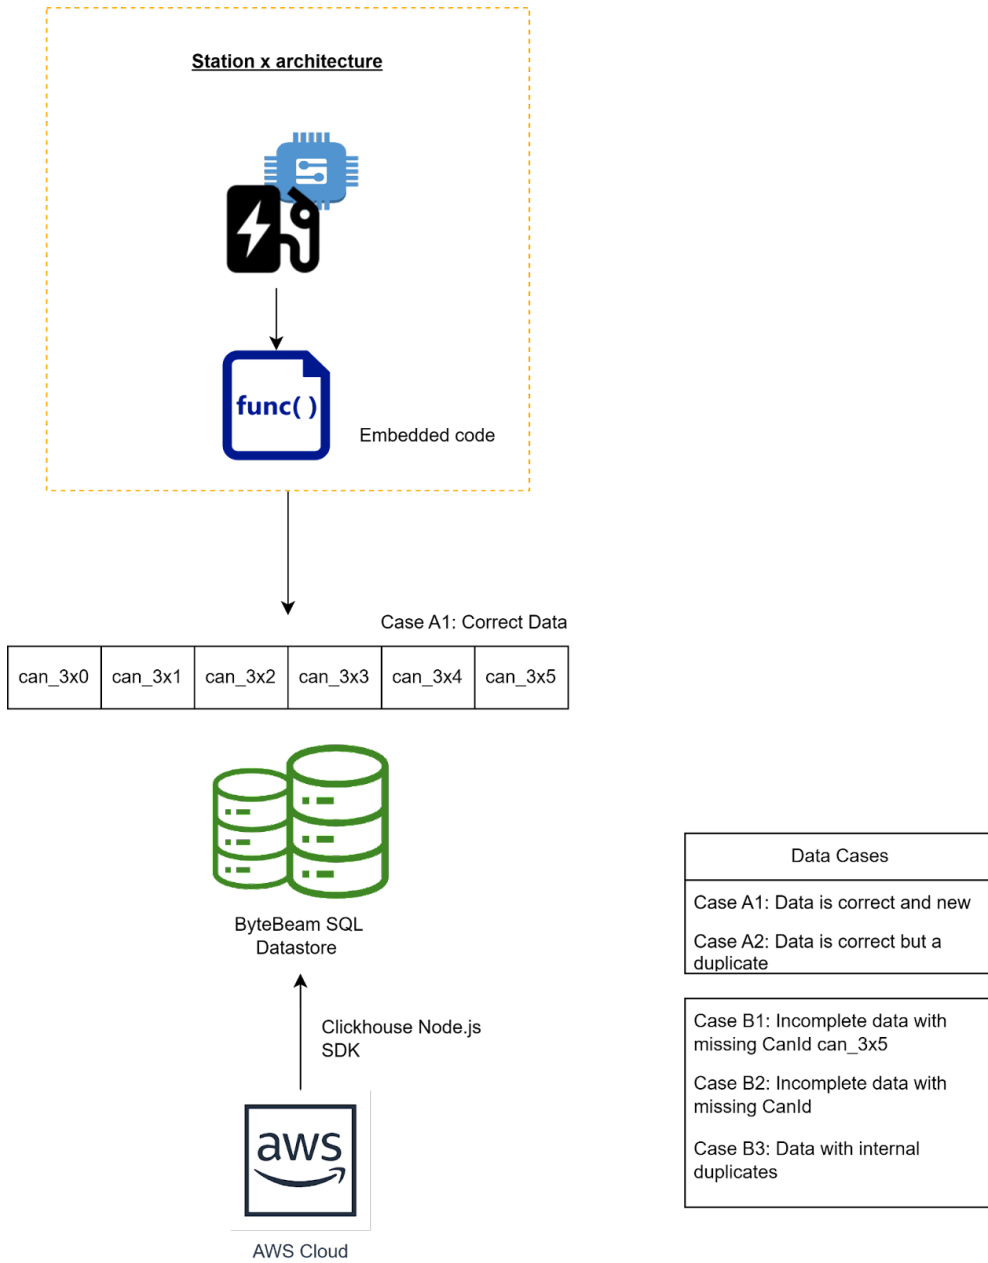 Station x architecture
func( )
Embedded code
Case A1: Correct Data
can_3x0
can_3x1
can_3x2
can_3x3
can_3x4
can_3x5
ByteBeam SQL
Datastore
Clickhouse Node.js
SDK
aws
AWS Cloud
Data Cases
Case A1: Data is correct and new
Case A2: Data is correct but a
duplicate
Case B1: Incomplete data with
missing CanId can_3x5
Case B2: Incomplete data with
missing CanId
Case B3: Data with internal
duplicates